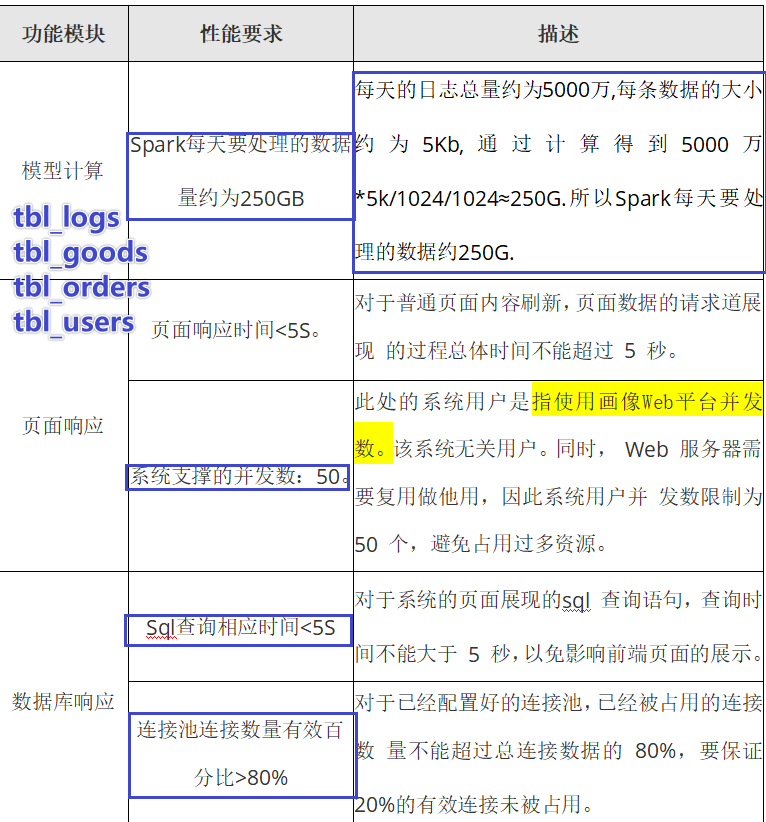 功能模块
性能要求
描述
模型计算
tbl_logs
tbl_goods
tbl_orders
tbl_users
Spark每天要处理的数据
量约为250GB
每天的日志总量约为5000万,每条数据的大小
约为5Kb,通过计算得到5000万
*5k/1024/1024≈250G.所以Spark每天要处
理的数据约250G.
页面响应
页面响应时间<5S。
对于普通页面内容刷新,页面数据的请求道展
现 的过程总体时间不能超过 5 秒。
系统支撑的并发数：50。
此处的系统用户是指使用画像Web平台并发
数。该系统无关用户。同时， Web 服务器需
要复用做他用，因此系统用户并 发数限制为
50 个，避免占用过多资源。
数据库响应
Sql查询相应时间<5S
对于系统的页面展现的sql 查询语句，查询时
间不能大于 5 秒,以免影响前端页面的展示。
连接池连接数量有效百
分比>80%
对于已经配置好的连接池,已经被占用的连接
数 量不能超过总连接数据的 80%，要保证
20%的有效连接未被占用。